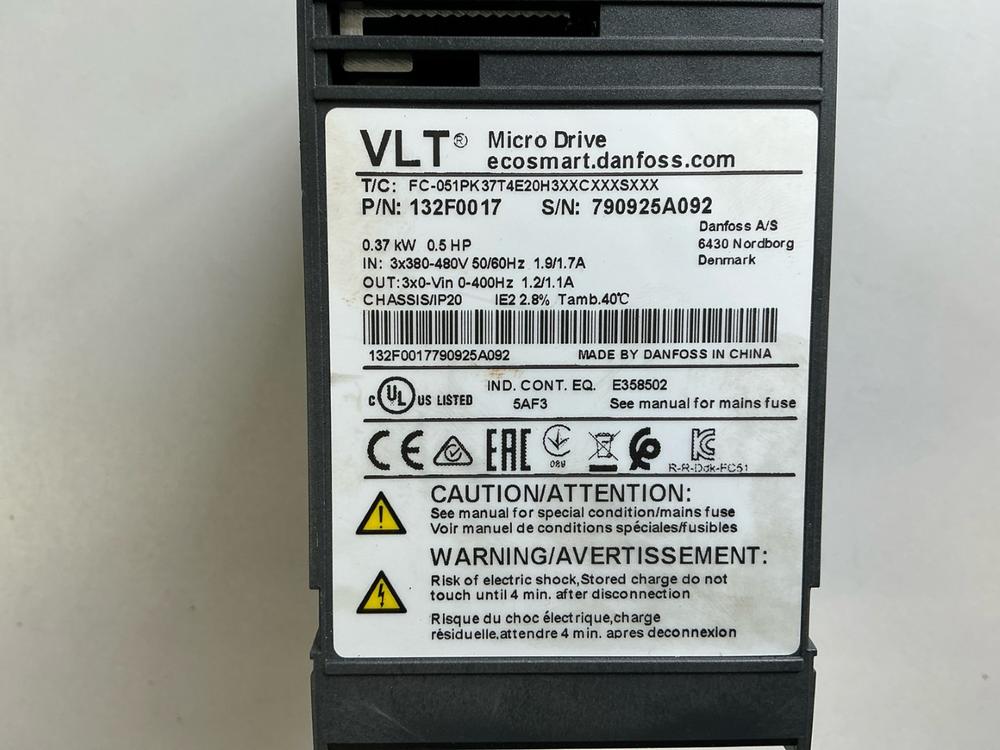 VLT® Micro Drive
ecosmart.danfoss.com
T/C: FC-051PK37T4E20H3XXCXXXSXXX
P/N: 132F0017 S/N: 790925A092
Danfoss A/S
6430 Nordborg
Denmark
0.37 kW 0.5 HP
IN: 3x380-480V 50/60Hz 1.9/1.7A
OUT:3x0-Vin 0-400Hz 1.2/1.1A
CHASSIS/IP20 IE2 2.8% Tamb.40℃
132F0017790925A092 MADE BY DANFOSS IN CHINA
c UL US LISTED IND. CONT. EQ. E358502
5AF3 See manual for mains fuse
CE EAC 089
R-R-Ddk-FC51
CAUTION/ATTENTION:
See manual for special condition/mains fuse
Voir manuel de conditions spéciales/fusibles
WARNING/AVERTISSEMENT:
Risk of electric shock,Stored charge do not
touch until 4 min. after disconnection
Risque du choc électrique,charge
résiduelle,attendre 4 min. apres deconnexion